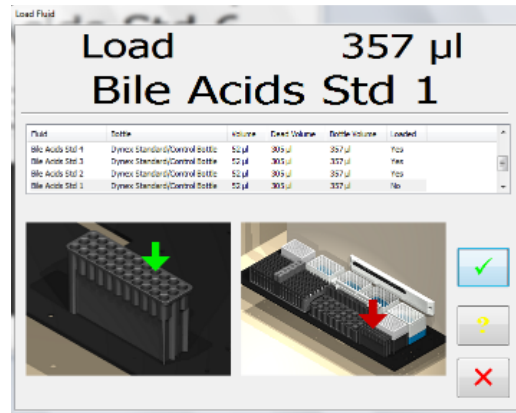 Load Fluid
Load 357 µl
Bile Acids Std 1
Fluid Bottle Volume Dead Volume Bottle Volume Loaded
Bile Acids Std 4 Dynex Standard/Control Bottle 52 µl 305 µl 357 µl Yes
Bile Acids Std 3 Dynex Standard/Control Bottle 52 µl 305 µl 357 µl Yes
Bile Acids Std 2 Dynex Standard/Control Bottle 52 µl 305 µl 357 µl Yes
Bile Acids Std 1 Dynex Standard/Control Bottle 52 µl 305 µl 357 µl No
?